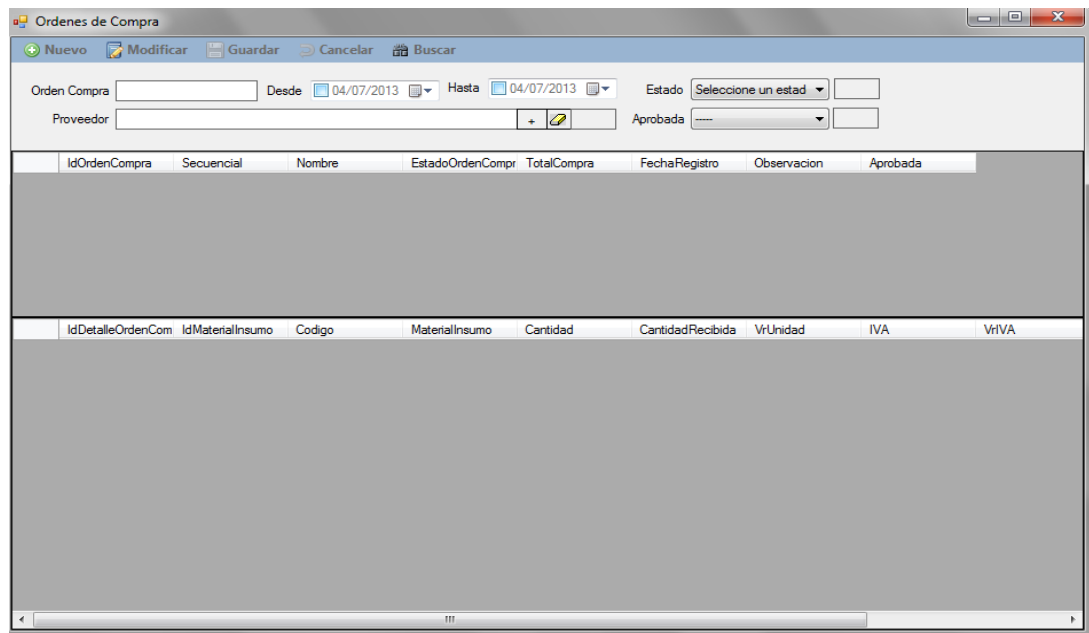 Ordenes de Compra
Nuevo Modificar Guardar Cancelar Buscar
Orden Compra Desde 04/07/2013 Hasta 04/07/2013 Estado Seleccione un estad
Proveedor + Aprobada -----
IdOrdenCompra Secuencial Nombre EstadoOrdenCompr TotalCompra FechaRegistro Observacion Aprobada
IdDetalleOrdenCom IdMaterialInsumo Codigo MaterialInsumo Cantidad CantidadRecibida VrUnidad IVA VrIVA